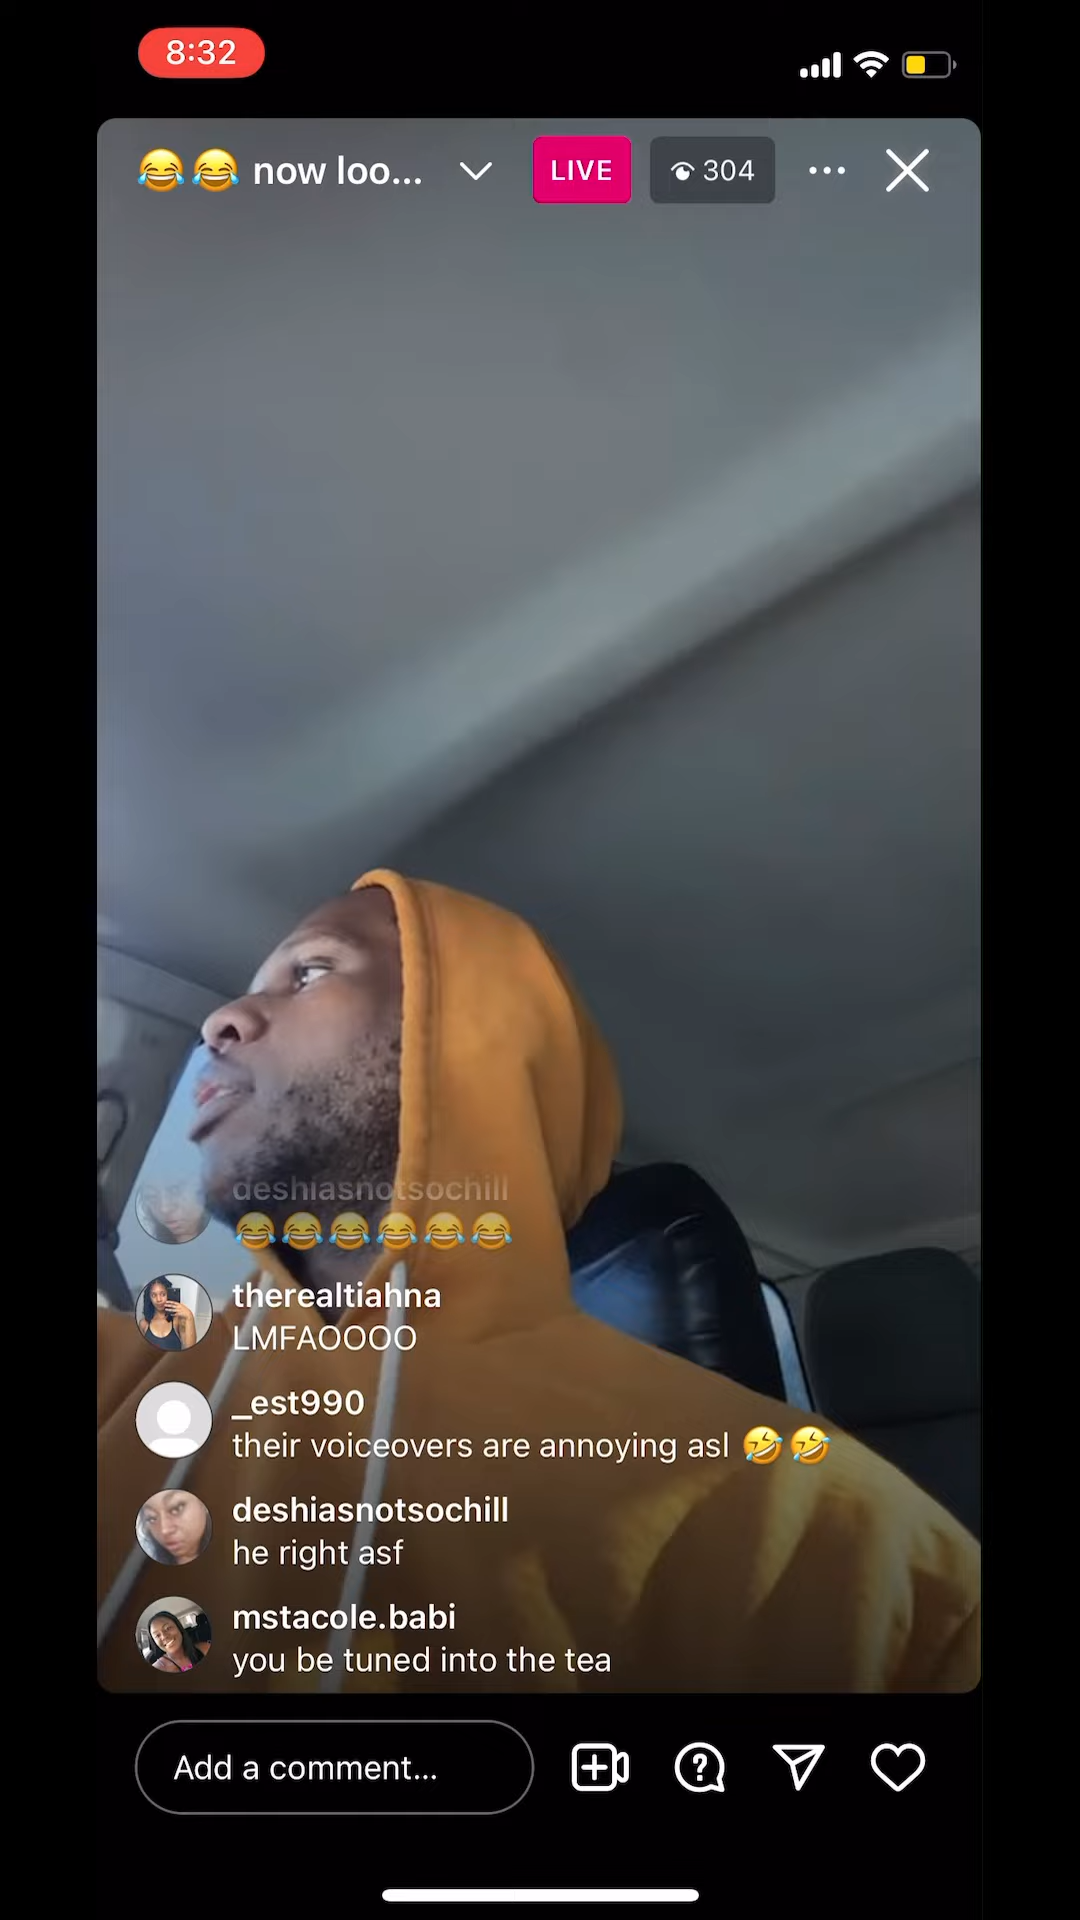 8:32
😂😂 now loo...
LIVE
304
deshiasnotsochill
😂😂😂😂😂😂
therealtiahna
LMFAOOOO
_est990
their voiceovers are annoying asl 🤣🤣
deshiasnotsochill
he right asf
mstacole.babi
you be tuned into the tea
Add a comment...